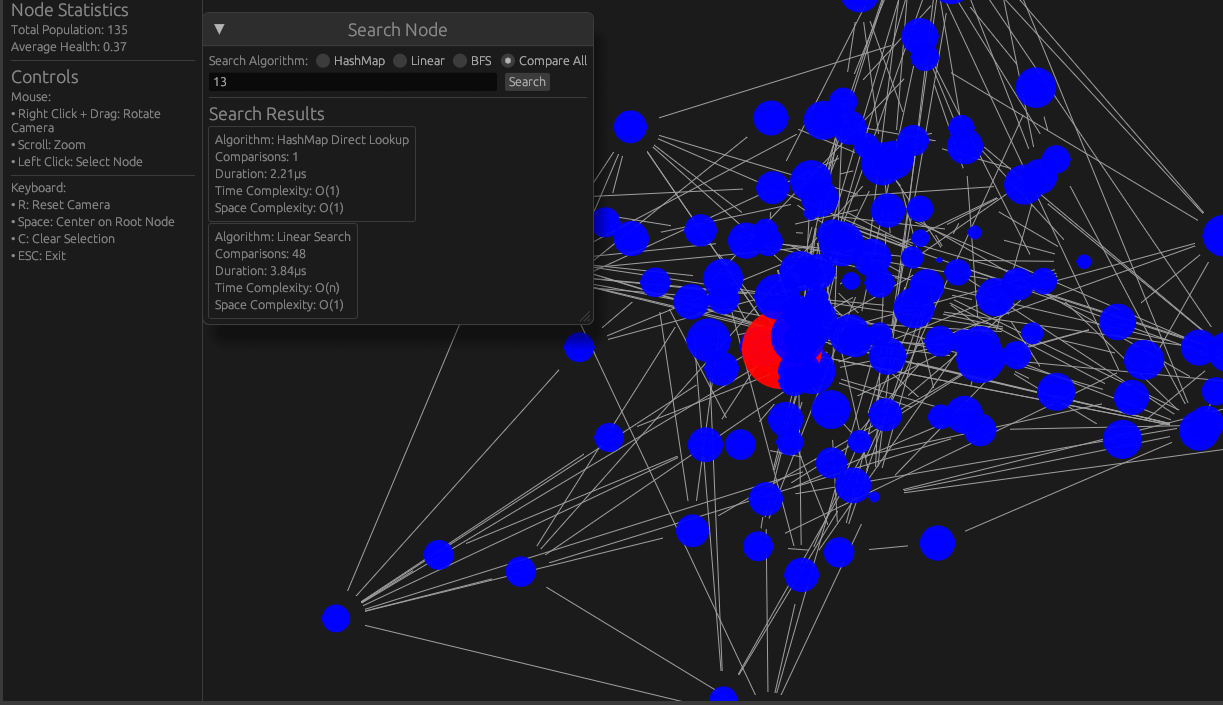 Node Statistics
Total Population: 135
Average Health: 0.37
Controls
Mouse:
• Right Click + Drag: Rotate
Camera
• Scroll: Zoom
• Left Click: Select Node
Keyboard:
• R: Reset Camera
• Space: Center on Root Node
• C: Clear Selection
• ESC: Exit
Search Node
Search Algorithm: HashMap Linear BFS Compare All
13 Search
Search Results
Algorithm: HashMap Direct Lookup
Comparisons: 1
Duration: 2.21µs
Time Complexity: O(1)
Space Complexity: O(1)
Algorithm: Linear Search
Comparisons: 48
Duration: 3.84µs
Time Complexity: O(n)
Space Complexity: O(1)